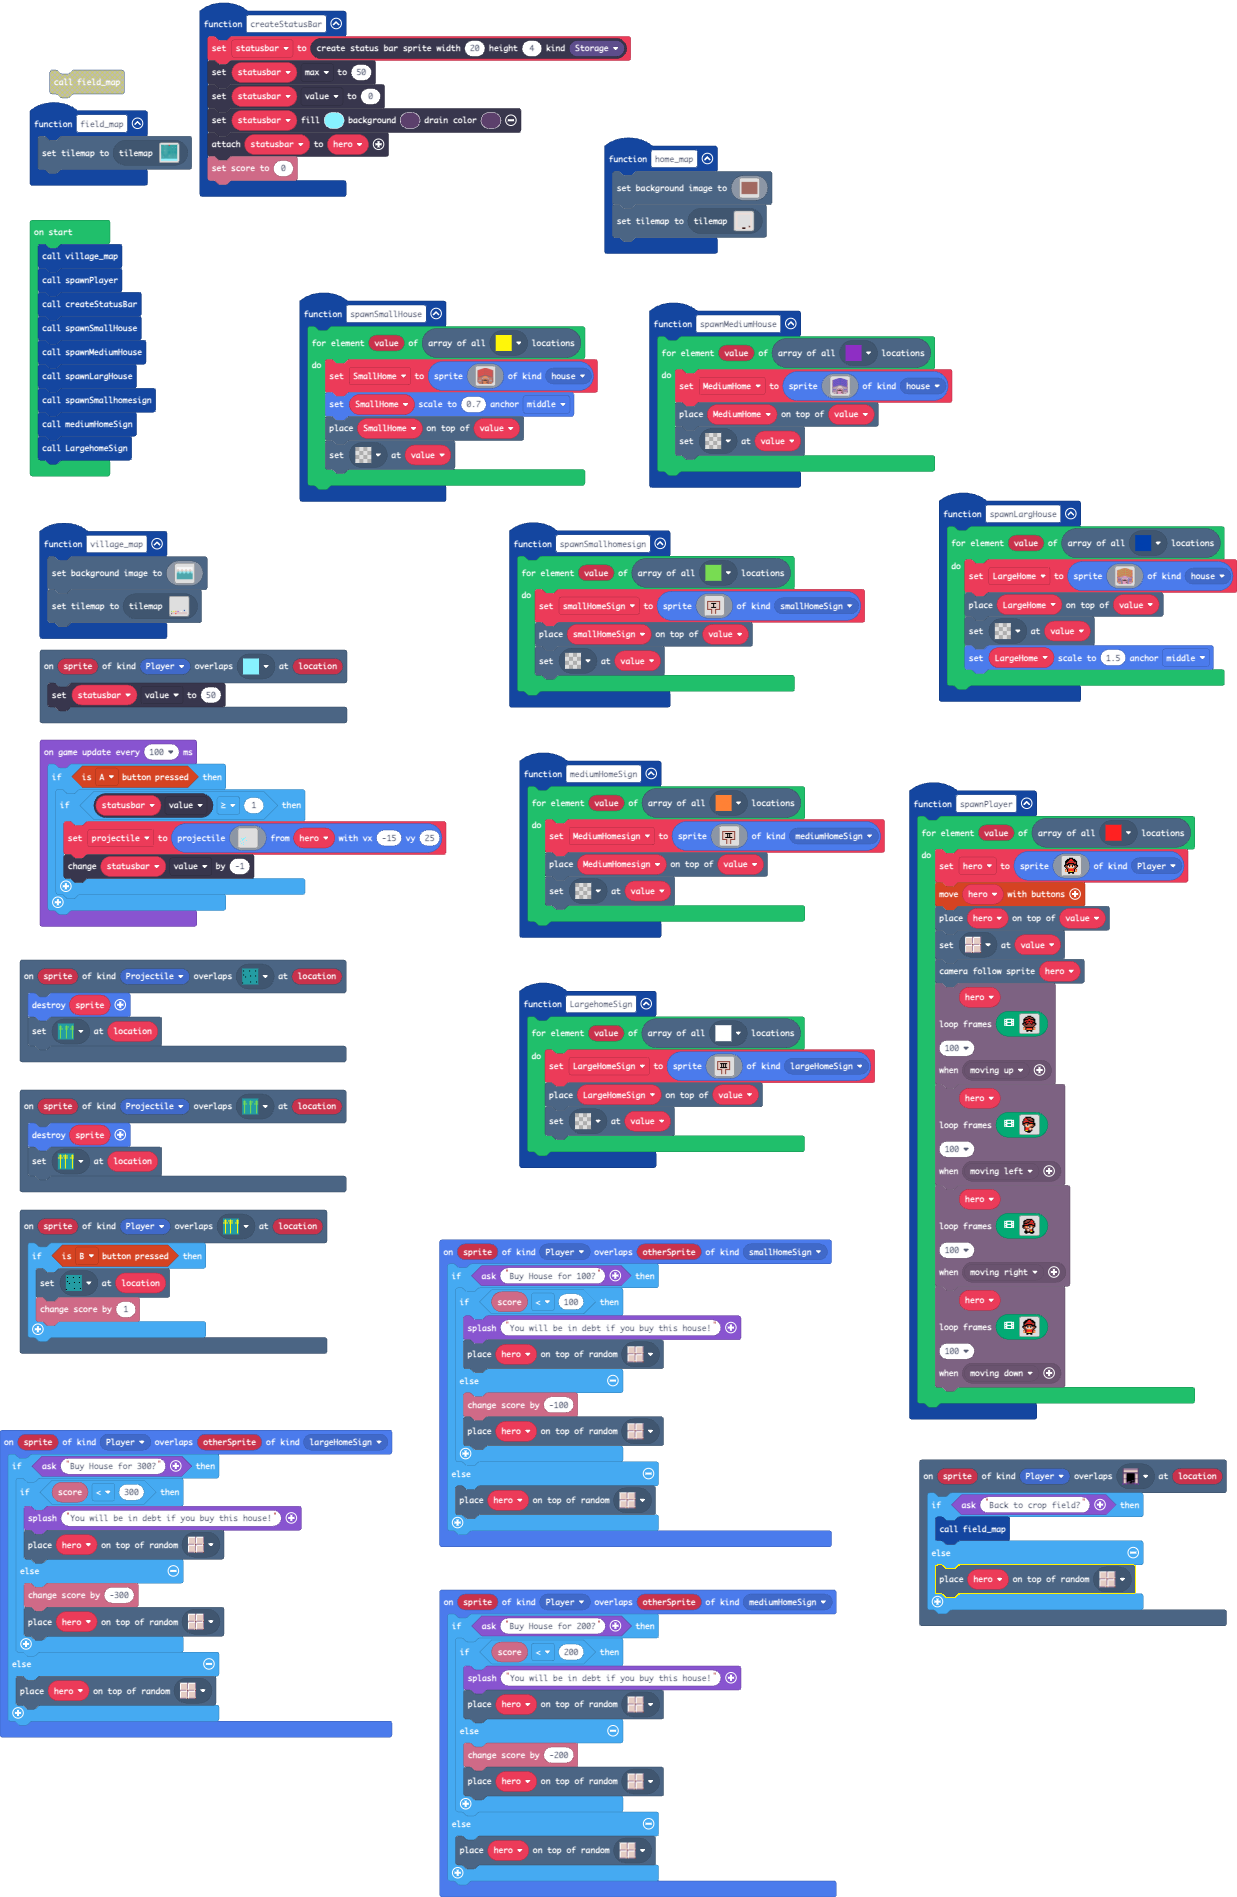 function createStatusBar
set statusbar to create status bar sprite width 20 height 4 kind Storage
set statusbar max to 50
set statusbar value to 0
set statusbar fill background drain color
attach statusbar to hero
set score to 0
call field_map
function field_map
set tilemap to tilemap
function home_map
set background image to
set tilemap to tilemap
on start
call village_map
call spawnPlayer
call createStatusBar
call spawnSmallHouse
call spawnMediumHouse
call spawnLargHouse
call spawnSmallhomesign
call mediumHomeSign
call LargehomeSign
function spawnSmallHouse
for element value of array of all locations
do
set SmallHome to sprite of kind house
set SmallHome scale to 0.7 anchor middle
place SmallHome on top of value
set at value
function spawnMediumHouse
for element value of array of all locations
do
set MediumHome to sprite of kind house
place MediumHome on top of value
set at value
function spawnLargHouse
for element value of array of all locations
do
set LargeHome to sprite of kind house
place LargeHome on top of value
set at value
set LargeHome scale to 1.5 anchor middle
function village_map
set background image to
set tilemap to tilemap
function spawnSmallhomesign
for element value of array of all locations
do
set smallHomeSign to sprite of kind smallHomeSign
place smallHomeSign on top of value
set at value
on sprite of kind Player overlaps at location
set statusbar value to 50
on game update every 100 ms
if is A button pressed then
if statusbar value ≥ 1 then
set projectile to projectile from hero with vx -15 vy 25
change statusbar value by -1
function mediumHomeSign
for element value of array of all locations
do
set MediumHomesign to sprite of kind mediumHomeSign
place MediumHomesign on top of value
set at value
function spawnPlayer
for element value of array of all locations
do
set hero to sprite of kind Player
move hero with buttons
place hero on top of value
set at value
camera follow sprite hero
hero
loop frames
100
when moving up
hero
loop frames
100
when moving left
hero
loop frames
100
when moving right
hero
loop frames
100
when moving down
on sprite of kind Projectile overlaps at location
destroy sprite
set at location
function LargehomeSign
for element value of array of all locations
do
set LargeHomeSign to sprite of kind largeHomeSign
place LargeHomeSign on top of value
set at value
on sprite of kind Projectile overlaps at location
destroy sprite
set at location
on sprite of kind Player overlaps at location
if is B button pressed then
set at location
change score by 1
on sprite of kind Player overlaps otherSprite of kind smallHomeSign
if ask "Buy House for 100?" then
if score < 100 then
splash "You will be in debt if you buy this house!"
place hero on top of random
else
change score by -100
place hero on top of random
else
place hero on top of random
on sprite of kind Player overlaps otherSprite of kind largeHomeSign
if ask "Buy House for 300?" then
if score < 300 then
splash "You will be in debt if you buy this house!"
place hero on top of random
else
change score by -300
place hero on top of random
else
place hero on top of random
on sprite of kind Player overlaps at location
if ask "Back to crop field?" then
call field_map
else
place hero on top of random
on sprite of kind Player overlaps otherSprite of kind mediumHomeSign
if ask "Buy House for 200?" then
if score < 200 then
splash "You will be in debt if you buy this house!"
place hero on top of random
else
change score by -200
place hero on top of random
else
place hero on top of random